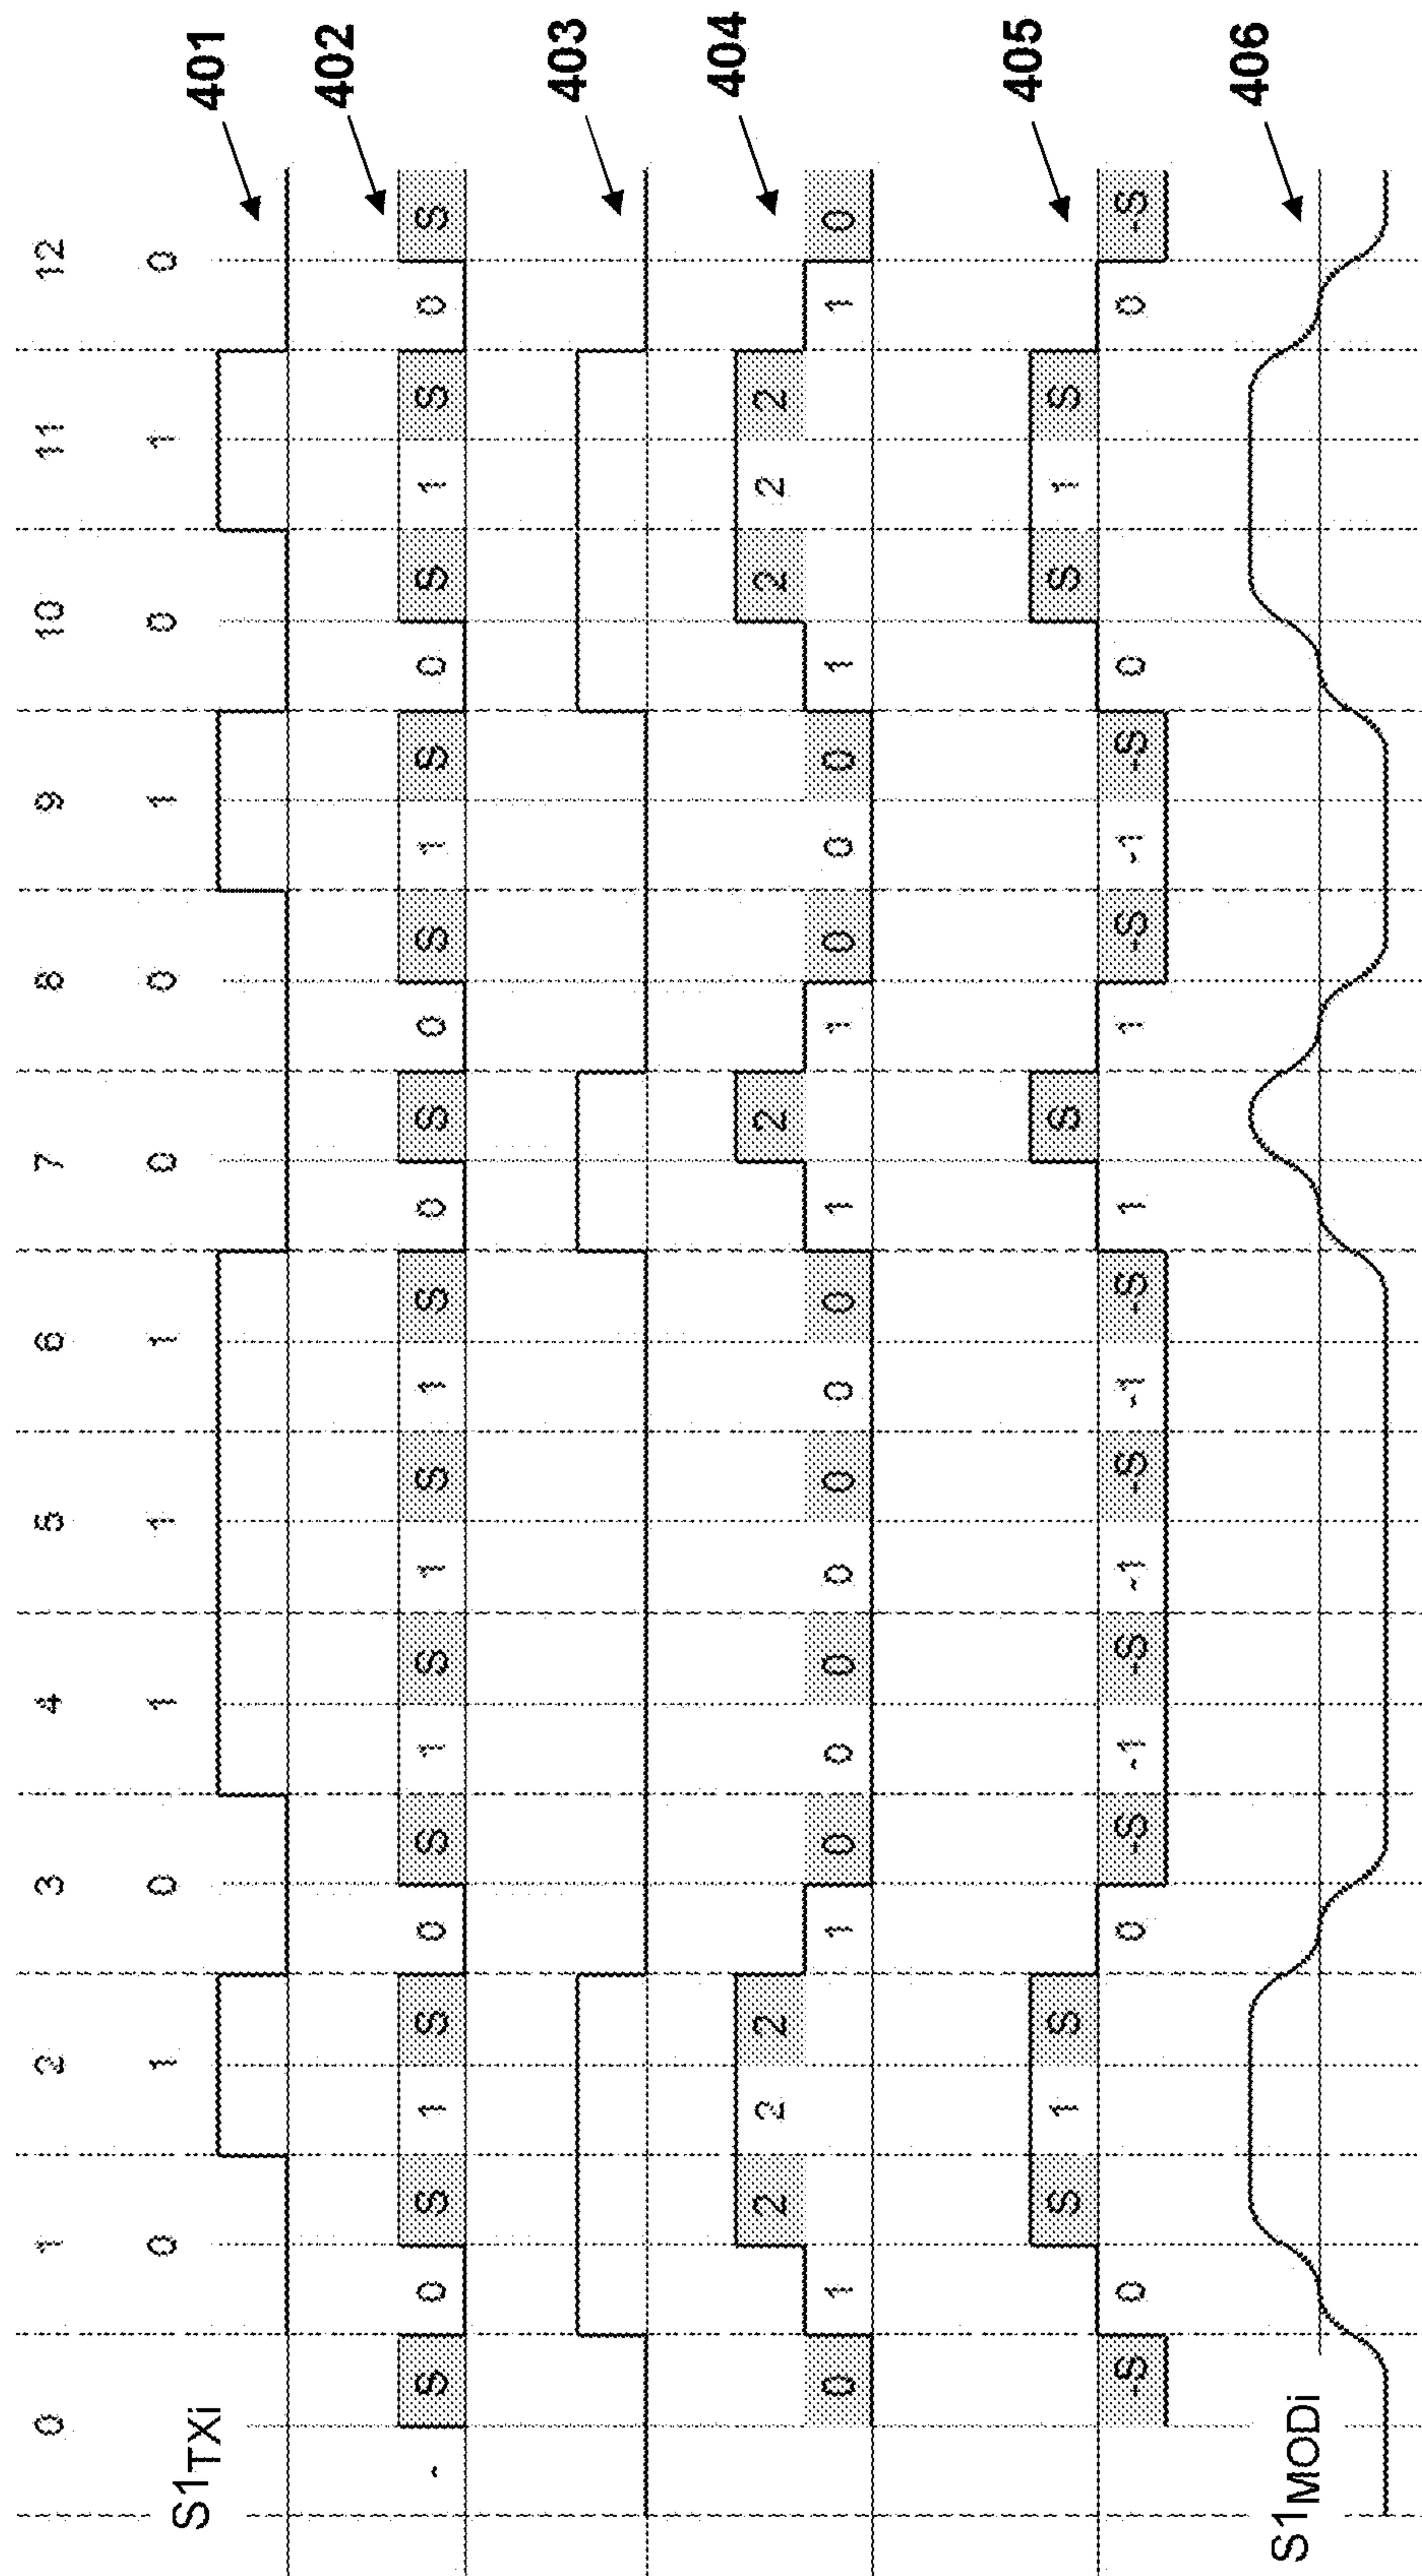 0 1 2 3 4 5 6 7 8 9 10 11 12
0 1 0 1 1 1 0 0 1 0 1 0
S1TXi
401
- S 0 S 1 S 0 S 1 S 1 S 1 S 0 S 0 S 1 S 0 S 1 S 0 S
402
403
2 2 2 2 2 2 2
404
0 1 1 0 0 0 0 0 0 0 1 1 0 0 0 1 1 0
S 1 S S S 1 S
405
-S 0 0 -S -1 -S -1 -S -1 -S 1 1 -S -1 -S 0 0 -S
S1MODi
406